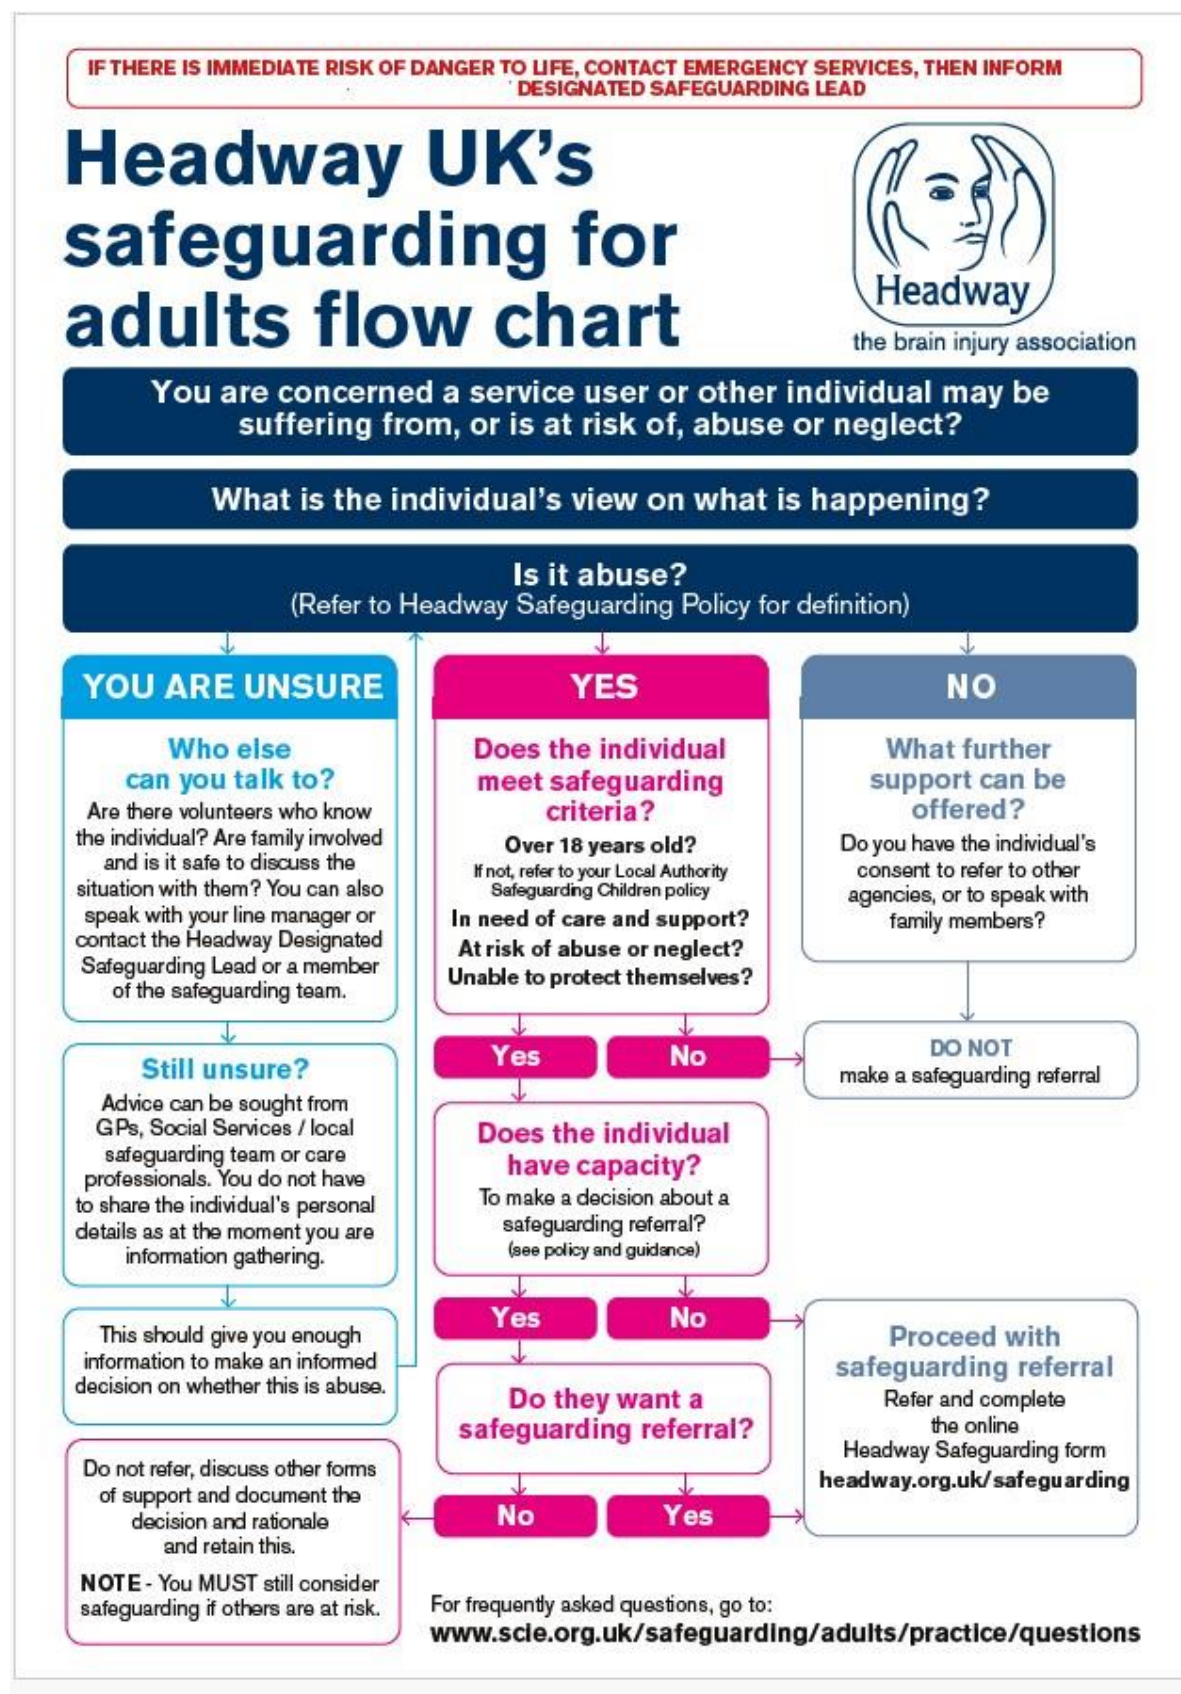 IF THERE IS IMMEDIATE RISK OF DANGER TO LIFE, CONTACT EMERGENCY SERVICES, THEN INFORM
DESIGNATED SAFEGUARDING LEAD
Headway UK's
safeguarding for
adults flow chart
Headway
the brain injury association
You are concerned a service user or other individual may be
suffering from, or is at risk of, abuse or neglect?
What is the individual's view on what is happening?
Is it abuse?
(Refer to Headway Safeguarding Policy for definition)
YOU ARE UNSURE
Who else
can you talk to?
Are there volunteers who know
the individual? Are family involved
and is it safe to discuss the
situation with them? You can also
speak with your line manager or
contact the Headway Designated
Safeguarding Lead or a member
of the safeguarding team.
Still unsure?
Advice can be sought from
GPs, Social Services / local
safeguarding team or care
professionals. You do not have
to share the individual's personal
details as at the moment you are
information gathering.
This should give you enough
information to make an informed
decision on whether this is abuse.
YES
Does the individual
meet safeguarding
criteria?
Over 18 years old?
If not, refer to your Local Authority
Safeguarding Children policy
In need of care and support?
At risk of abuse or neglect?
Unable to protect themselves?
Yes
No
Does the individual
have capacity?
To make a decision about a
safeguarding referral?
(see policy and guidance)
Yes
No
Do they want a
safeguarding referral?
No
Yes
Do not refer, discuss other forms
of support and document the
decision and rationale
and retain this.
NOTE - You MUST still consider
safeguarding if others are at risk.
NO
What further
support can be
offered?
Do you have the individual's
consent to refer to other
agencies, or to speak with
family members?
DO NOT
make a safeguarding referral
Proceed with
safeguarding referral
Refer and complete
the online
Headway Safeguarding form
headway.org.uk/safeguarding
For frequently asked questions, go to:
www.scie.org.uk/safeguarding/adults/practice/questions